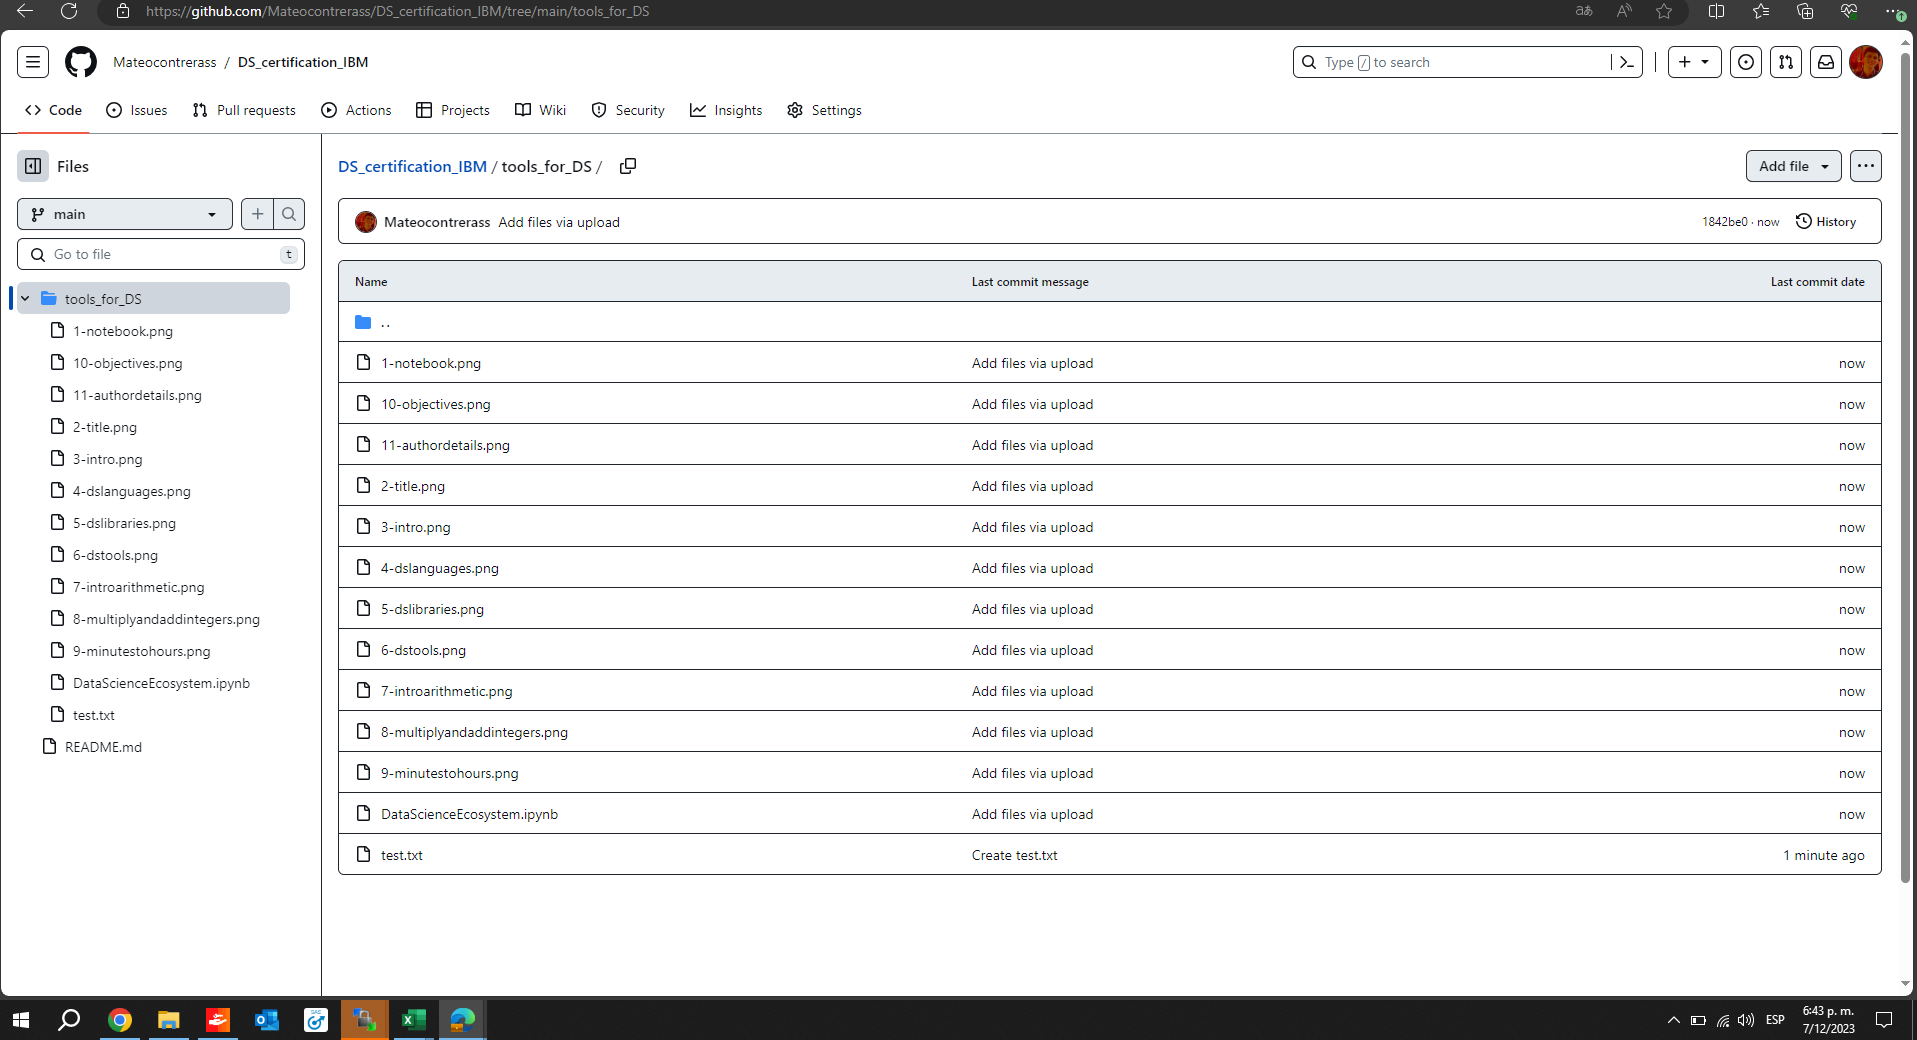 https://github.com/Mateocontrerass/DS_certification_IBM/tree/main/tools_for_DS
Mateocontrerass / DS_certification_IBM
Type / to search
Code Issues Pull requests Actions Projects Wiki Security Insights Settings
Files
DS_certification_IBM / tools_for_DS /
Add file
main
Mateocontrerass Add files via upload
1842be0 · now History
Go to file t
Name Last commit message Last commit date
tools_for_DS
1-notebook.png
10-objectives.png
11-authordetails.png
2-title.png
3-intro.png
4-dslanguages.png
5-dslibraries.png
6-dstools.png
7-introarithmetic.png
8-multiplyandaddintegers.png
9-minutestohours.png
DataScienceEcosystem.ipynb
test.txt
README.md
..
1-notebook.png Add files via upload now
10-objectives.png Add files via upload now
11-authordetails.png Add files via upload now
2-title.png Add files via upload now
3-intro.png Add files via upload now
4-dslanguages.png Add files via upload now
5-dslibraries.png Add files via upload now
6-dstools.png Add files via upload now
7-introarithmetic.png Add files via upload now
8-multiplyandaddintegers.png Add files via upload now
9-minutestohours.png Add files via upload now
DataScienceEcosystem.ipynb Add files via upload now
test.txt Create test.txt 1 minute ago
ESP
6:43 p. m.
7/12/2023